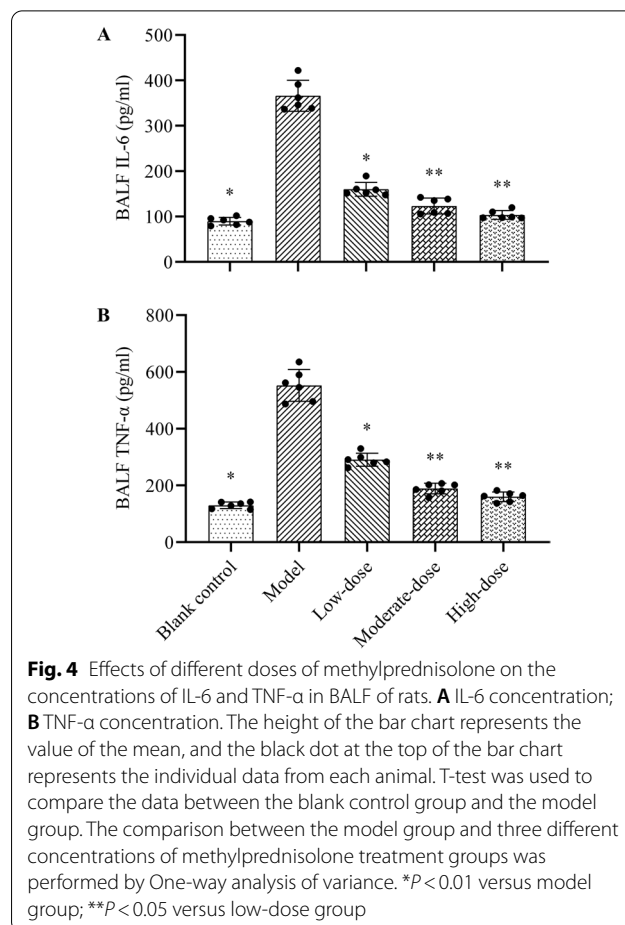 A
500
400
300
200
100
0
BALF IL-6 (pg/ml)
*
*
**
**
B
800
600
400
200
0
BALF TNF-α (pg/ml)
*
*
**
**
Blank control
Model
Low-dose
Moderate-dose
High-dose
Fig. 4 Effects of different doses of methylprednisolone on the
concentrations of IL-6 and TNF-α in BALF of rats. A IL-6 concentration;
B TNF-α concentration. The height of the bar chart represents the
value of the mean, and the black dot at the top of the bar chart
represents the individual data from each animal. T-test was used to
compare the data between the blank control group and the model
group. The comparison between the model group and three different
concentrations of methylprednisolone treatment groups was
performed by One-way analysis of variance. *P < 0.01 versus model
group; **P < 0.05 versus low-dose group